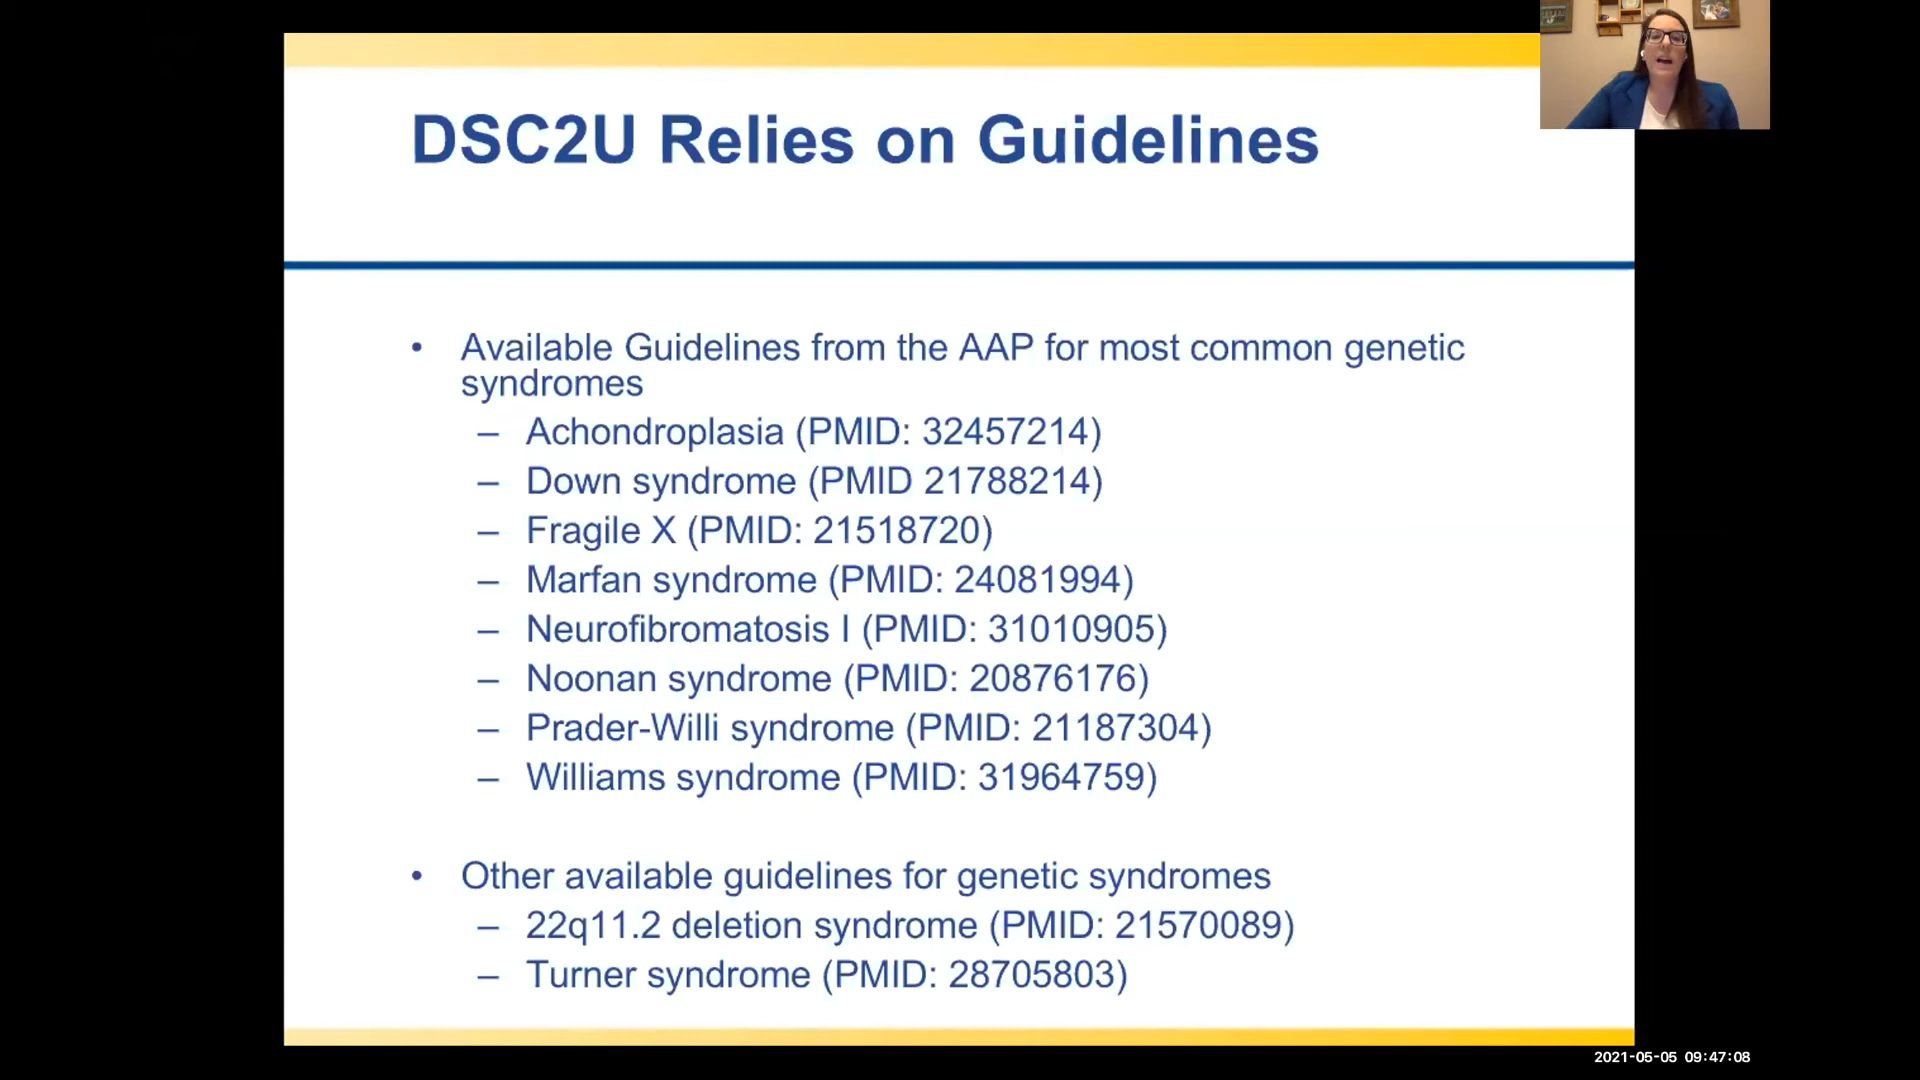 DSC2U Relies on Guidelines
• Available Guidelines from the AAP for most common genetic
syndromes
– Achondroplasia (PMID: 32457214)
– Down syndrome (PMID 21788214)
– Fragile X (PMID: 21518720)
– Marfan syndrome (PMID: 24081994)
– Neurofibromatosis I (PMID: 31010905)
– Noonan syndrome (PMID: 20876176)
– Prader-Willi syndrome (PMID: 21187304)
– Williams syndrome (PMID: 31964759)
• Other available guidelines for genetic syndromes
– 22q11.2 deletion syndrome (PMID: 21570089)
– Turner syndrome (PMID: 28705803)
2021-05-05 09:47:08